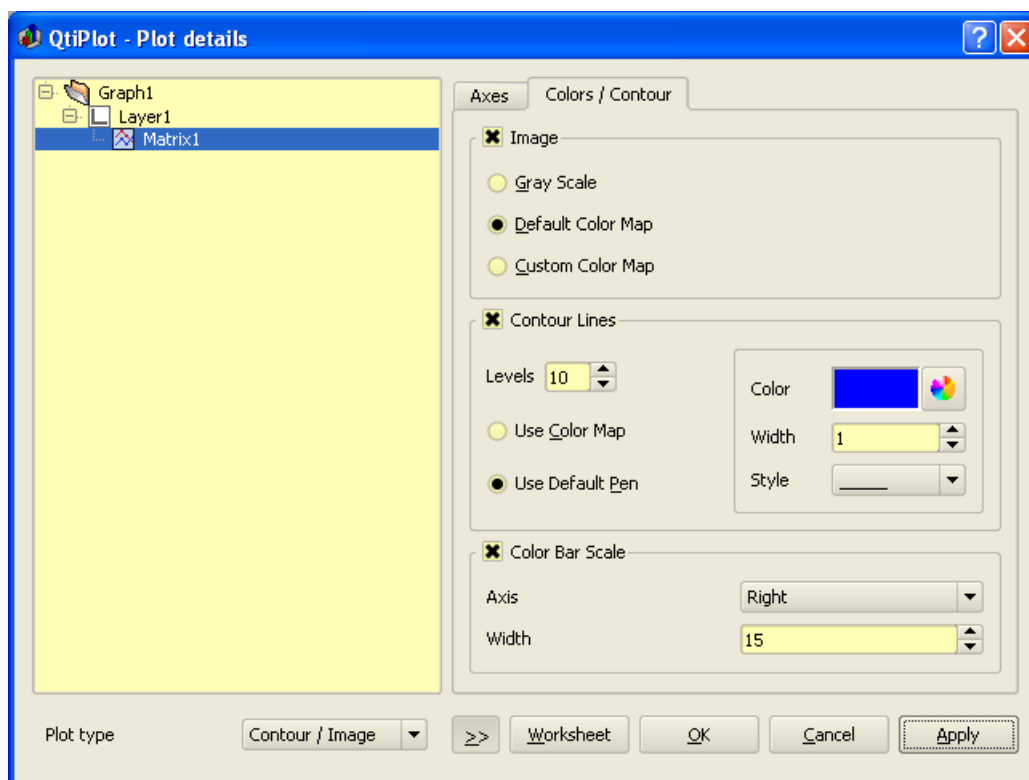 QtiPlot - Plot details
Graph1
Layer1
Matrix1
Axes
Colors / Contour
Image
Gray Scale
Default Color Map
Custom Color Map
Contour Lines
Levels 10
Use Color Map
Use Default Pen
Color
Width 1
Style
Color Bar Scale
Axis Right
Width 15
Plot type Contour / Image >> Worksheet OK Cancel Apply